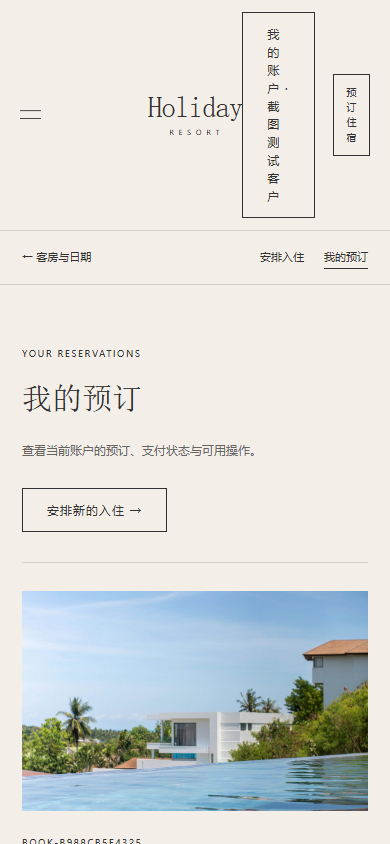 Holiday
RESORT
我的账户 · 截图测试客户
预订住宿
← 客房与日期
安排入住
我的预订
YOUR RESERVATIONS
我的预订
查看当前账户的预订、支付状态与可用操作。
安排新的入住 →
BOOK-B988CB5F4325